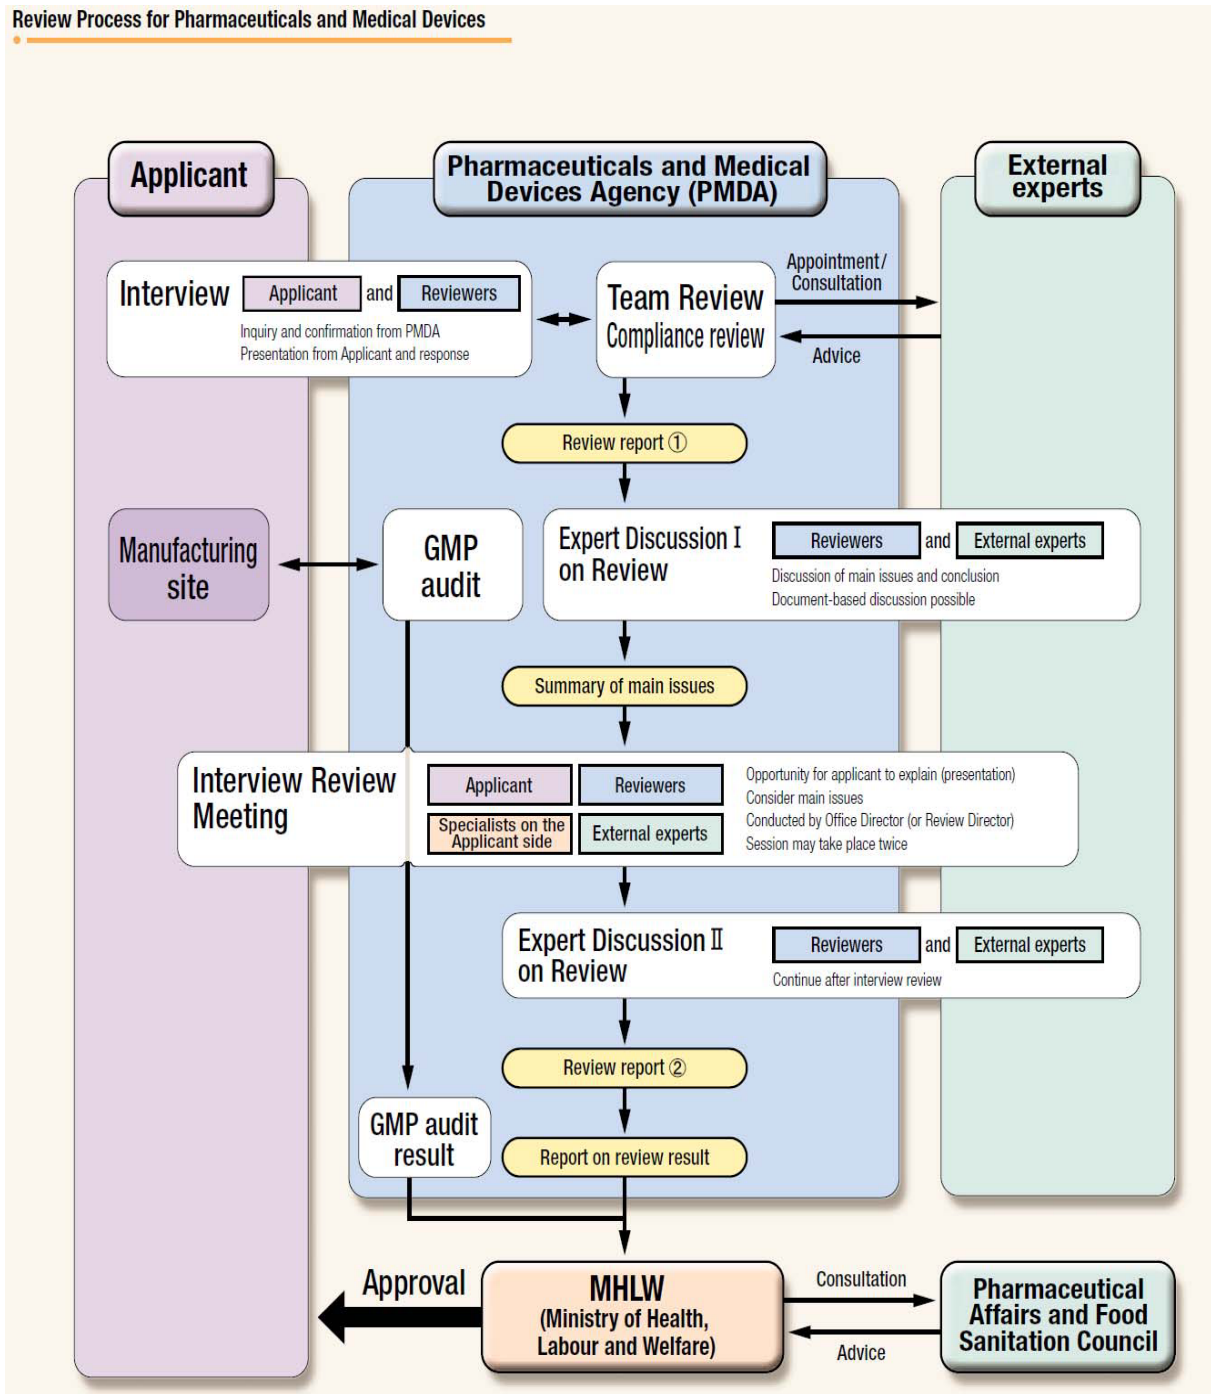 Review Process for Pharmaceuticals and Medical Devices
Applicant
Pharmaceuticals and Medical
Devices Agency (PMDA)
External
experts
Interview
Applicant
and
Reviewers
Inquiry and confirmation from PMDA
Presentation from Applicant and response
Team Review
Compliance review
Appointment/
Consultation
Advice
Review report ①
Manufacturing
site
GMP
audit
Expert Discussion Ⅰ
on Review
Reviewers
and
External experts
Discussion of main issues and conclusion
Document-based discussion possible
Summary of main issues
Interview Review
Meeting
Applicant
Reviewers
Specialists on the
Applicant side
External experts
Opportunity for applicant to explain (presentation)
Consider main issues
Conducted by Office Director (or Review Director)
Session may take place twice
Expert Discussion Ⅱ
on Review
Reviewers
and
External experts
Continue after interview review
Review report ②
GMP audit
result
Report on review result
Approval
MHLW
(Ministry of Health,
Labour and Welfare)
Consultation
Advice
Pharmaceutical
Affairs and Food
Sanitation Council